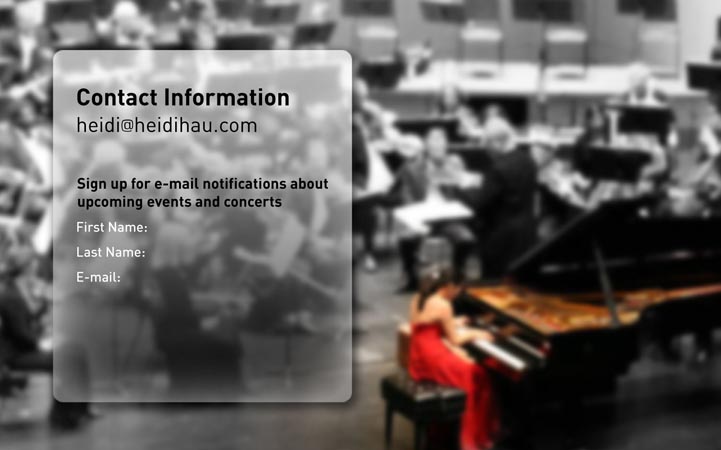 Contact Information
heidi@heidihau.com
Sign up for e-mail notifications about
upcoming events and concerts
First Name:
Last Name:
E-mail: